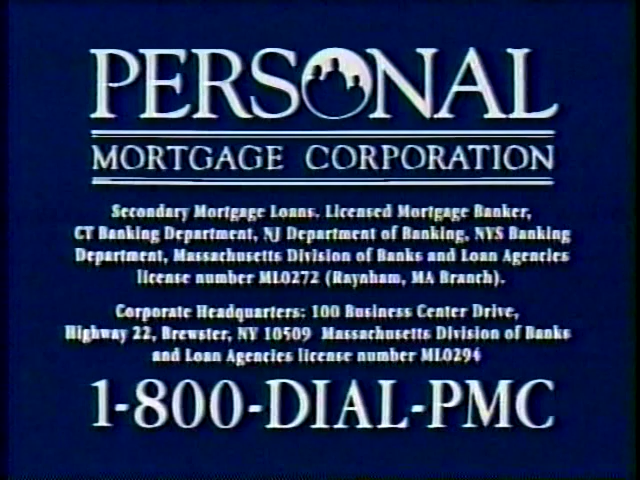 PERSONAL
MORTGAGE CORPORATION
Secondary Mortgage Loans. Licensed Mortgage Banker,
CT Banking Department, NJ Department of Banking, NYS Banking
Department, Massachusetts Division of Banks and Loan Agencies
license number ML0272 (Raynham, MA Branch).
Corporate Headquarters: 100 Business Center Drive,
Highway 22, Brewster, NY 10509 Massachusetts Division of Banks
and Loan Agencies license number ML0294
1-800-DIAL-PMC